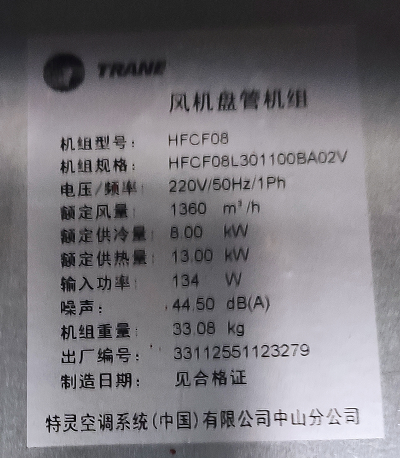 TRANE
风机盘管机组
机组型号: HFCF08
机组规格: HFCF08L301100BA02V
电压/频率: 220V/50Hz/1Ph
额定风量: 1360 m³/h
额定供冷量: 8.00 kW
额定供热量: 13.00 kW
输入功率: 134 W
噪声: 44.50 dB(A)
机组重量: 33.08 kg
出厂编号: 33112551123279
制造日期: 见合格证
特灵空调系统(中国)有限公司中山分公司